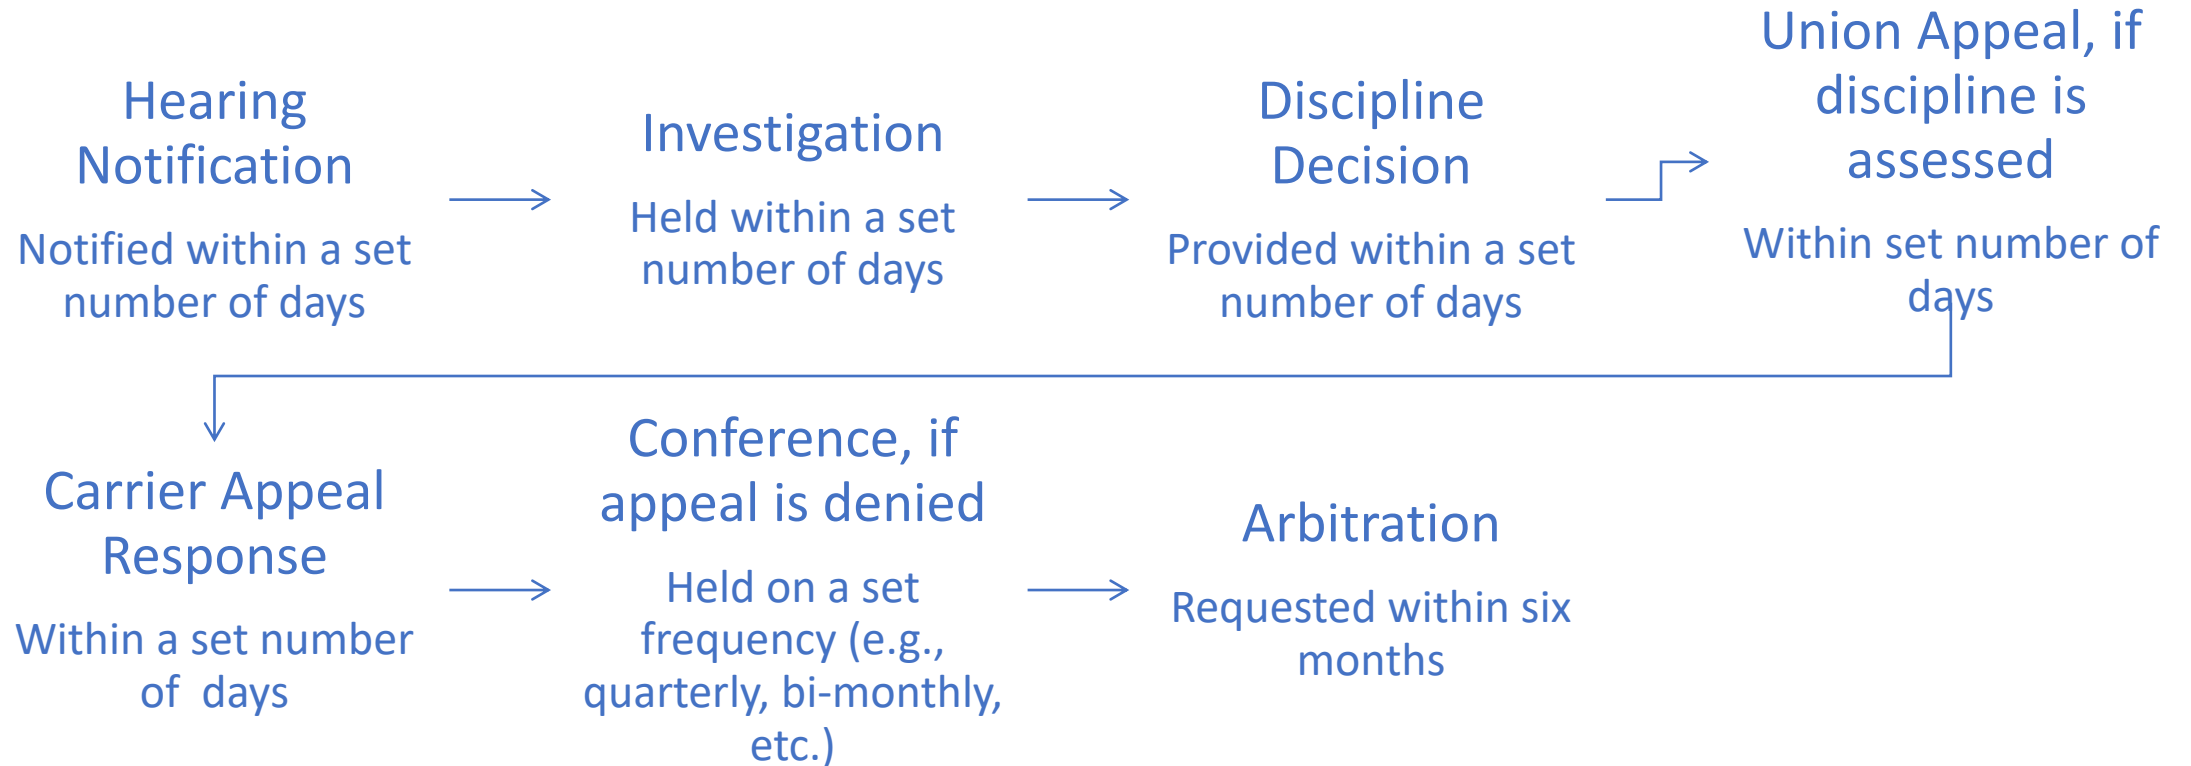 Hearing
Notification
Notified within a set
number of days
Investigation
Held within a set
number of days
Discipline
Decision
Provided within a set
number of days
Union Appeal, if
discipline is
assessed
Within set number of
days
Carrier Appeal
Response
Within a set number
of  days
Conference, if
appeal is denied
Held on a set
frequency (e.g.,
quarterly, bi-monthly,
etc.)
Arbitration
Requested within six
months